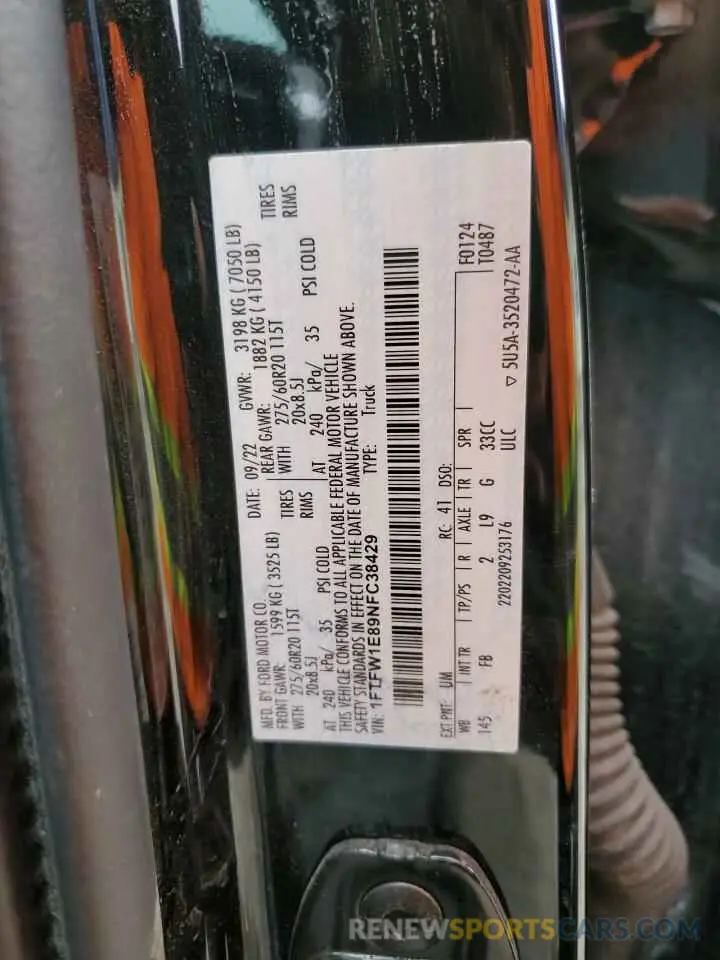 MFD. BY FORD MOTOR CO. DATE: 09/22 GVWR: 3198 KG ( 7050 LB)
FRONT GAWR: 1599 KG ( 3525 LB) REAR GAWR: 1882 KG ( 4150 LB)
WITH 275/60R20 115T TIRES WITH 275/60R20 115T TIRES
20x8.5J RIMS 20x8.5J RIMS
AT 240 kPa/ 35 PSI COLD AT 240 kPa/ 35 PSI COLD
THIS VEHICLE CONFORMS TO ALL APPLICABLE FEDERAL MOTOR VEHICLE
SAFETY STANDARDS IN EFFECT ON THE DATE OF MANUFACTURE SHOWN ABOVE.
VIN: 1FTFW1E89NFC38429 TYPE: Truck
EXT PNT: UM RC: 41 DSO: F0124
WB INT TR TP/PS R AXLE TR SPR T0487
145 FB 2 L9 G 33CC
2202209253176 ULC ▽ 5U5A-3520472-AA
RENEWSPORTSCARS.COM